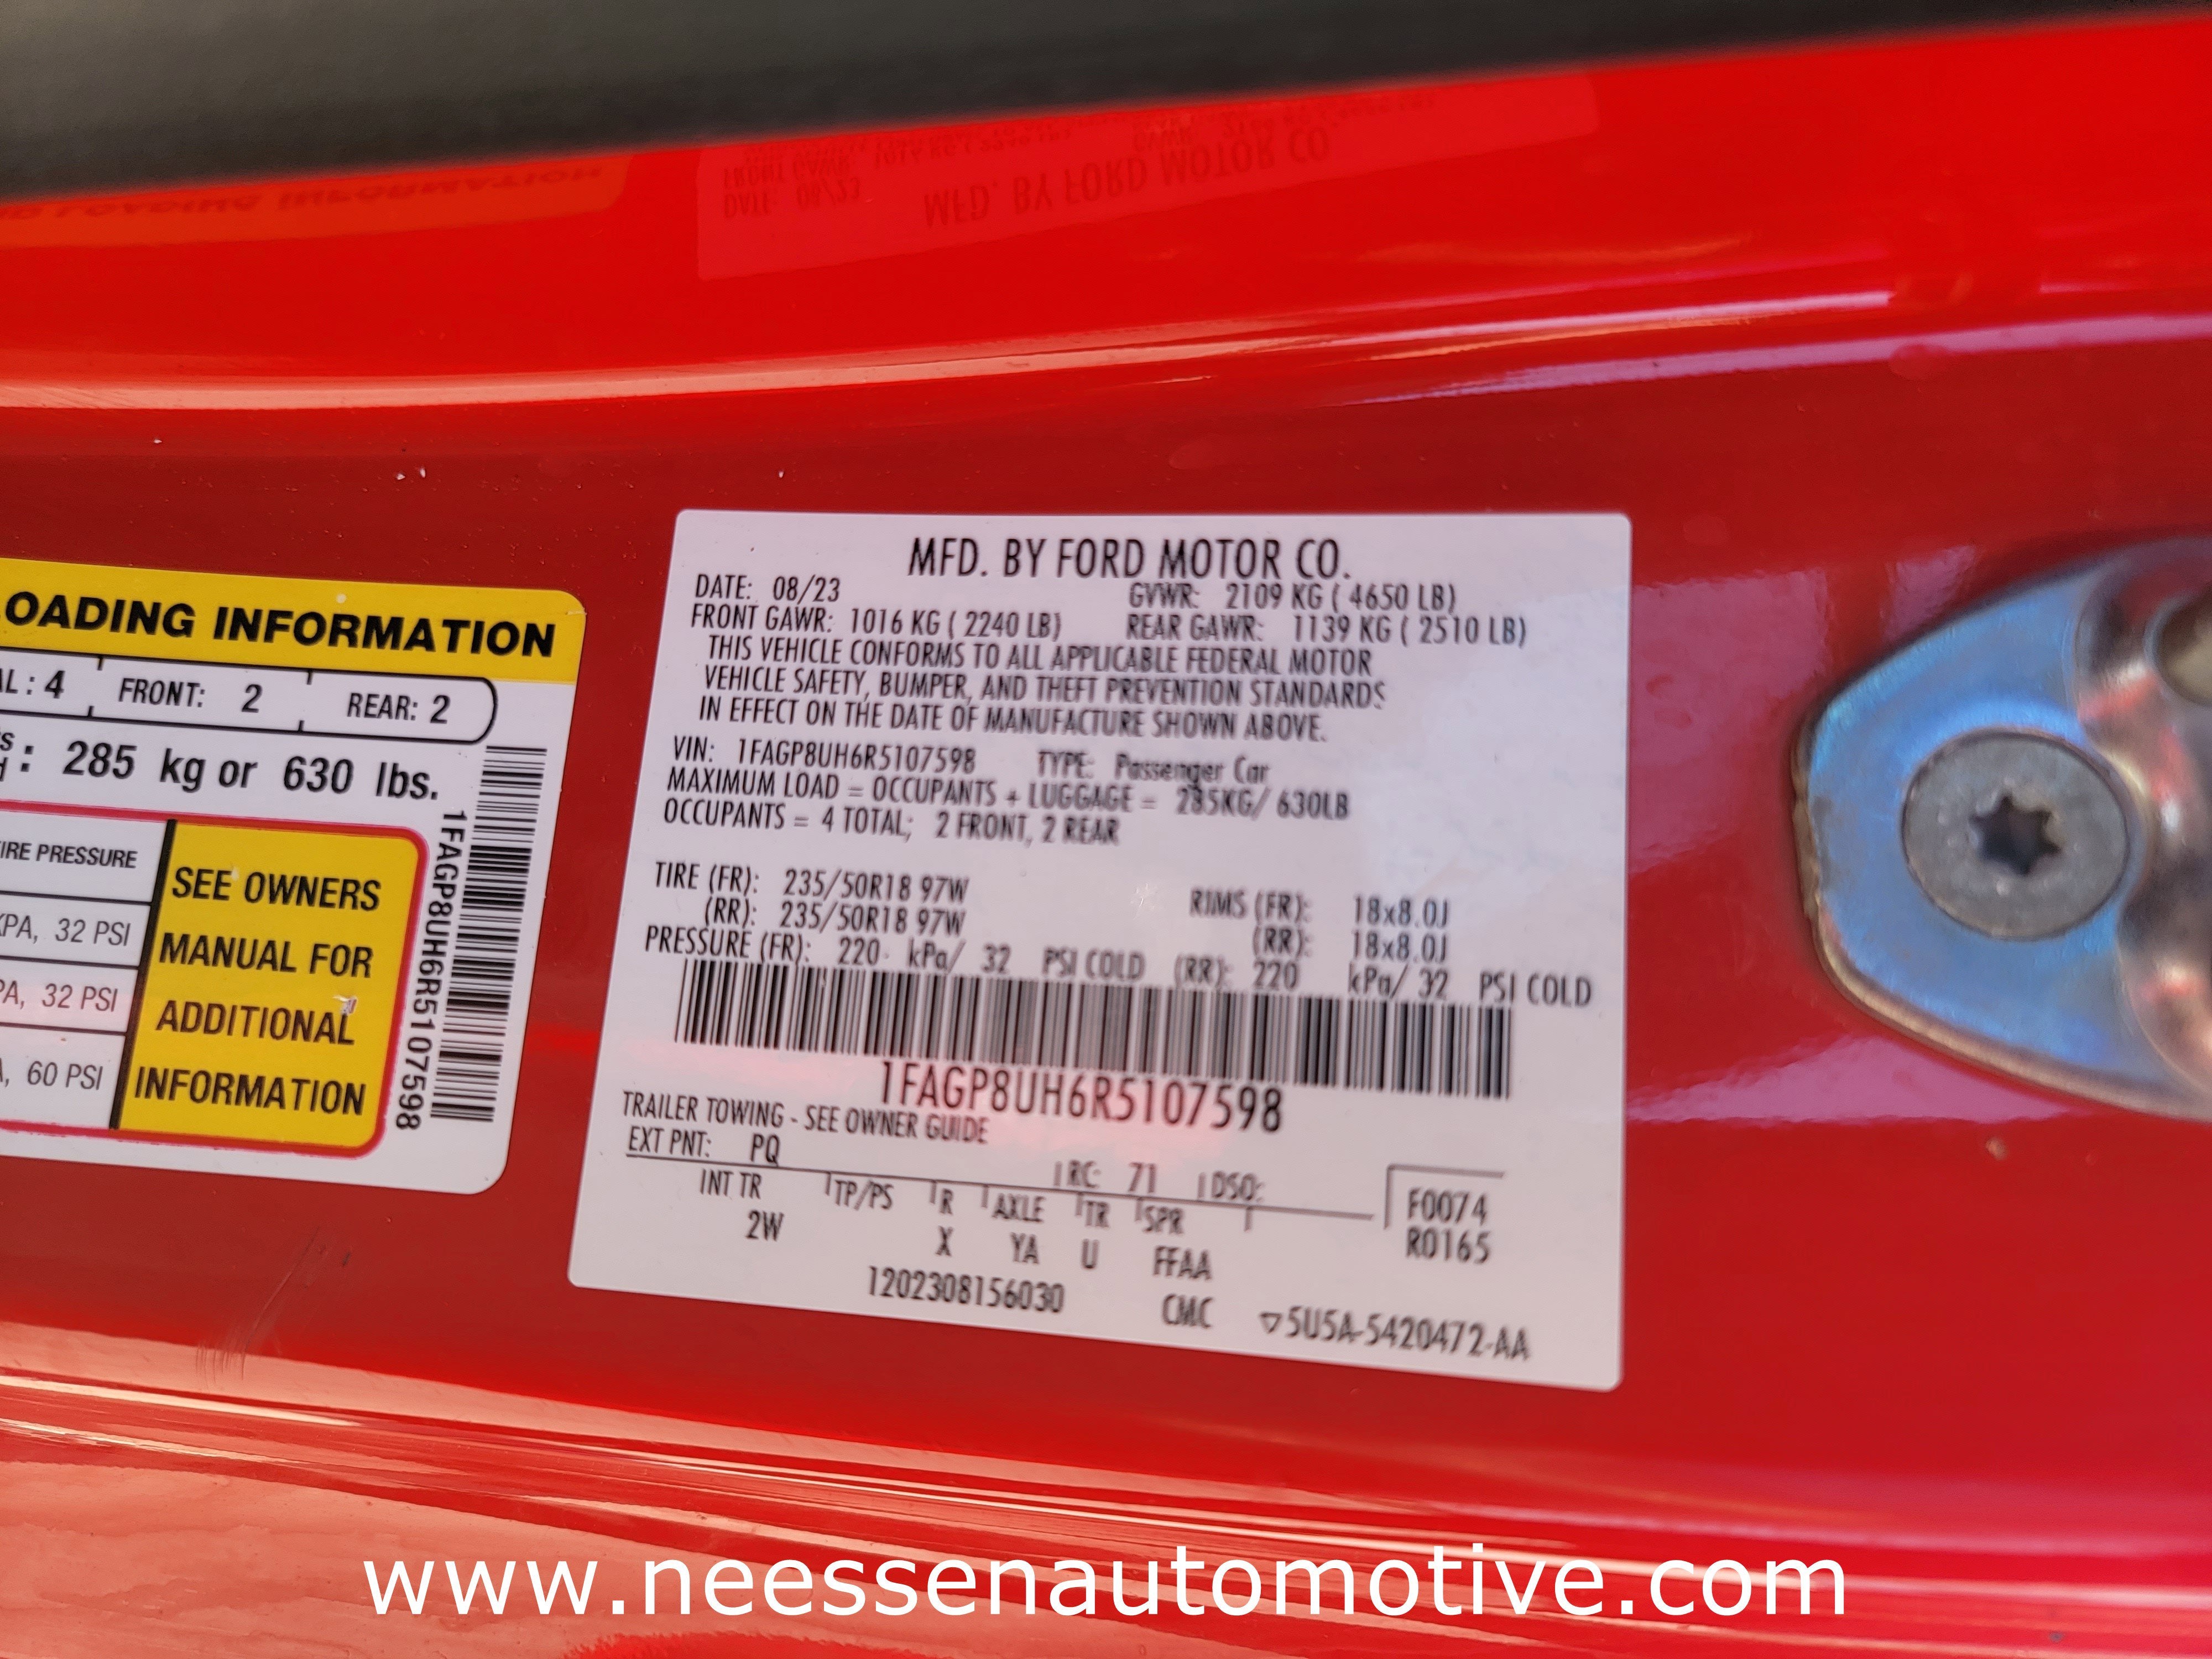 OADING INFORMATION
AL : 4 FRONT: 2 REAR: 2
: 285 kg or 630 lbs.
IRE PRESSURE
KPA, 32 PSI
PA, 32 PSI
, 60 PSI
SEE OWNERS
MANUAL FOR
ADDITIONAL
INFORMATION
1FAGP8UH6R5107598
MFD. BY FORD MOTOR CO.
DATE: 08/23 GVWR: 2109 KG ( 4650 LB)
FRONT GAWR: 1016 KG ( 2240 LB) REAR GAWR: 1139 KG ( 2510 LB)
THIS VEHICLE CONFORMS TO ALL APPLICABLE FEDERAL MOTOR
VEHICLE SAFETY, BUMPER, AND THEFT PREVENTION STANDARDS
IN EFFECT ON THE DATE OF MANUFACTURE SHOWN ABOVE.
VIN: 1FAGP8UH6R5107598 TYPE: Passenger Car
MAXIMUM LOAD = OCCUPANTS + LUGGAGE = 285KG/ 630LB
OCCUPANTS = 4 TOTAL; 2 FRONT, 2 REAR
TIRE (FR): 235/50R18 97W RIMS (FR): 18x8.0J
(RR): 235/50R18 97W (RR): 18x8.0J
PRESSURE (FR): 220 kPa/ 32 PSI COLD (RR): 220 kPa/ 32 PSI COLD
1FAGP8UH6R5107598
TRAILER TOWING - SEE OWNER GUIDE
EXT PNT: PQ RC: 71 DSO:
INT TR TP/PS R AXLE TR SPR F0074
2W X YA U FFAA R0165
1202308156030 CMC ▽5U5A-5420472-AA
www.neessenautomotive.com